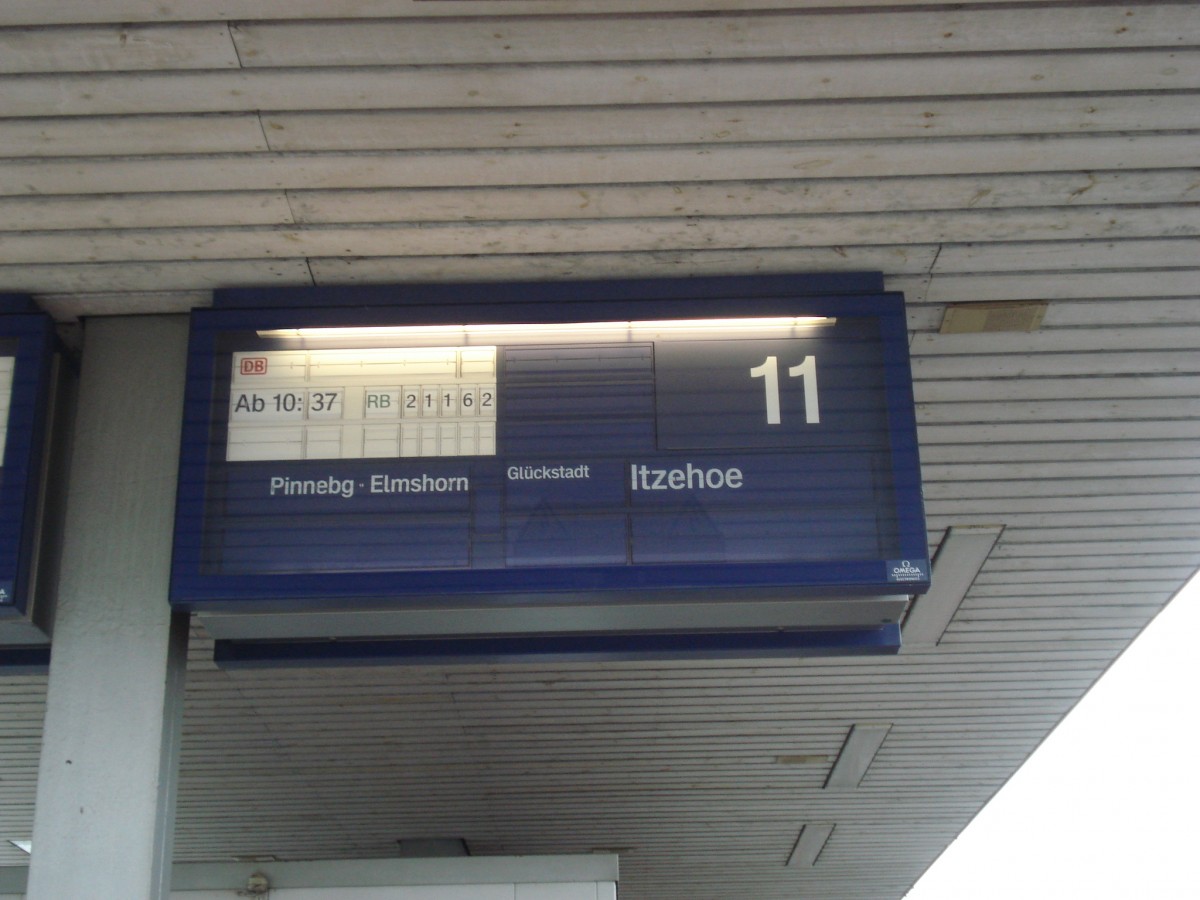 DB
11
Ab 10: 37 RB 21162
Pinnebg - Elmshorn Glückstadt Itzehoe
OMEGA